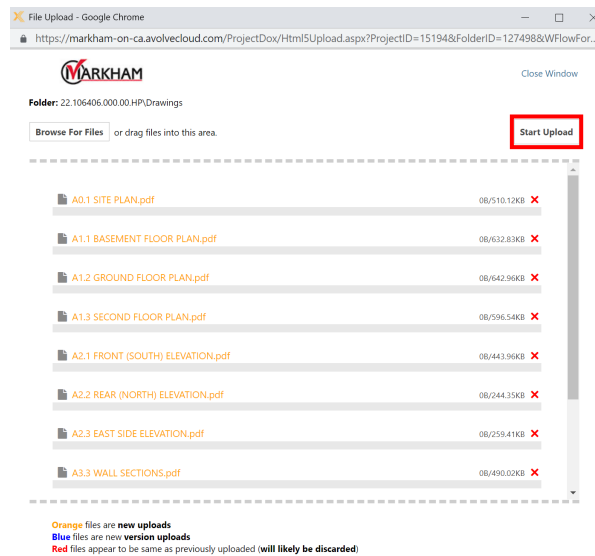 File Upload - Google Chrome
https://markham-on-ca.avolvecloud.com/ProjectDox/Html5Upload.aspx?ProjectID=15194&FolderID=127498&WFlowFor...
MARKHAM
Close Window
Folder: 22.106406.000.00.HP\Drawings
Browse For Files or drag files into this area.
Start Upload
A0.1 SITE PLAN.pdf 0B/510.12KB
A1.1 BASEMENT FLOOR PLAN.pdf 0B/632.83KB
A1.2 GROUND FLOOR PLAN.pdf 0B/642.96KB
A1.3 SECOND FLOOR PLAN.pdf 0B/596.54KB
A2.1 FRONT (SOUTH) ELEVATION.pdf 0B/443.96KB
A2.2 REAR (NORTH) ELEVATION.pdf 0B/244.35KB
A2.3 EAST SIDE ELEVATION.pdf 0B/259.41KB
A3.3 WALL SECTIONS.pdf 0B/490.02KB
Orange files are new uploads
Blue files are new version uploads
Red files appear to be same as previously uploaded (will likely be discarded)